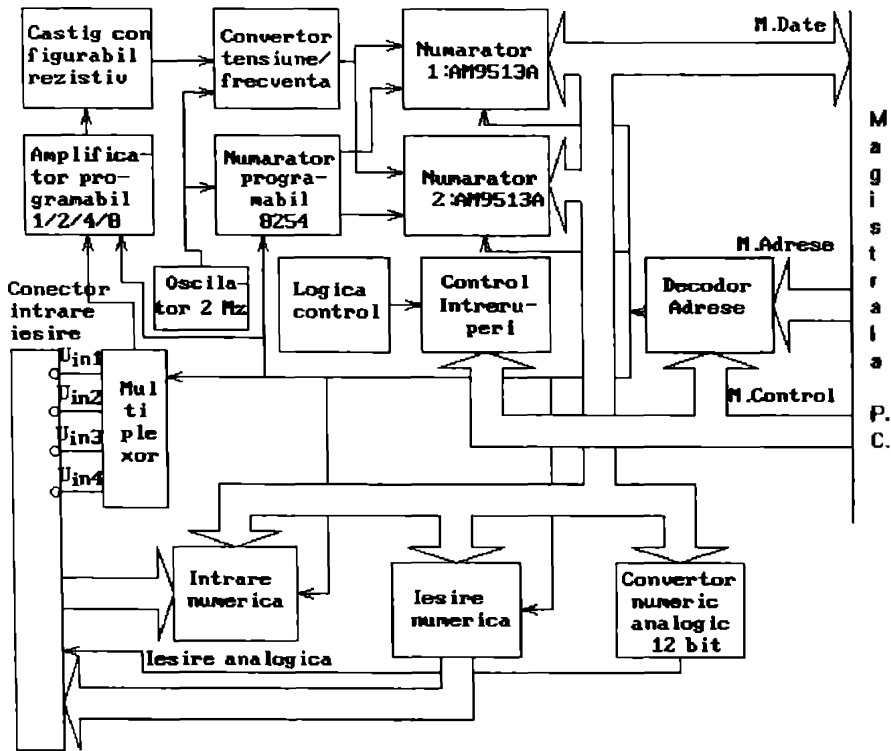 Castig con
figurabil
rezistiv
Convertor
tensiune/
frecventa
Numarator
1:AM9513A
M.Date
Amplifica-
tor pro-
gramabil
1/2/4/8
Numarator
progra-
mabil
8254
Numarator
2:AM9513A
Magistrala P.C.
M.Adrese
Oscila-
tor 2 Mz
Logica
control
Control
Intreru-
peri
Decodor
Adrese
Conector
intrare
iesire
Uin1
Uin2
Uin3
Uin4
Mul
ti
ple
xor
M.Control
Intrare
numerica
Iesire
numerica
Convertor
numeric
analogic
12 bit
Iesire analogica